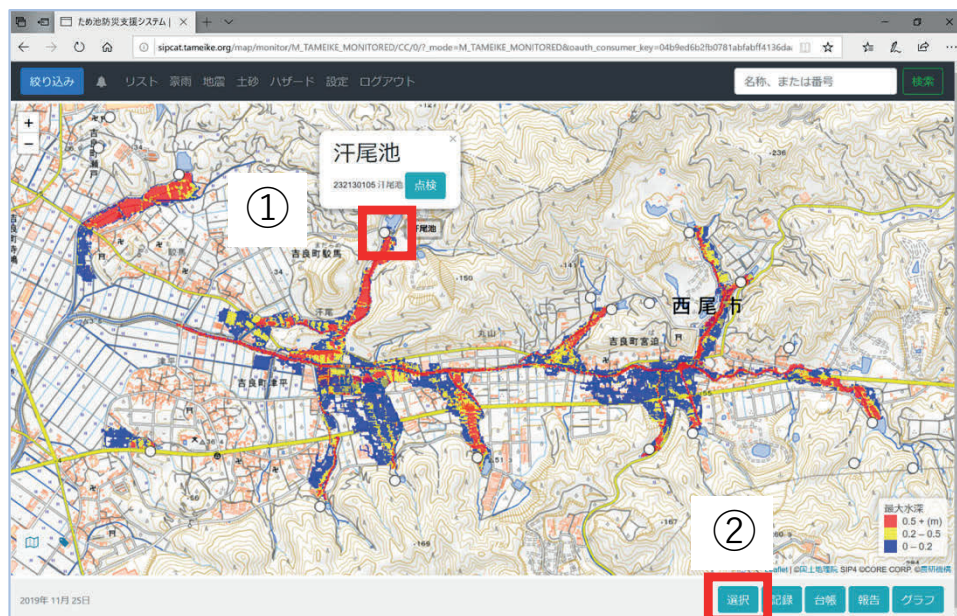 ため池防災支援システム |
sipcat.tameike.org/map/monitor/M_TAMEIKE_MONITORED/CC/0/?_mode=M_TAMEIKE_MONITORED&oauth_consumer_key=04b9ed6b2fb0781abfabff4136da
絞り込み リスト 豪雨 地震 土砂 ハザード 設定 ログアウト 名称、または番号 検索
+
−
汗尾池
232130105 汗尾池 点検
①
汗尾池
吉良町駮馬
西尾市
汗尾
丸山
吉良町宮迫
津平
吉良町津平
②
最大水深
0.5 + (m)
0.2 – 0.5
0 – 0.2
Leaflet | ©国土地理院 SIP4 ©CORE CORP. ©農研機構
2019年 11月 25日 選択 記録 台帳 報告 グラフ